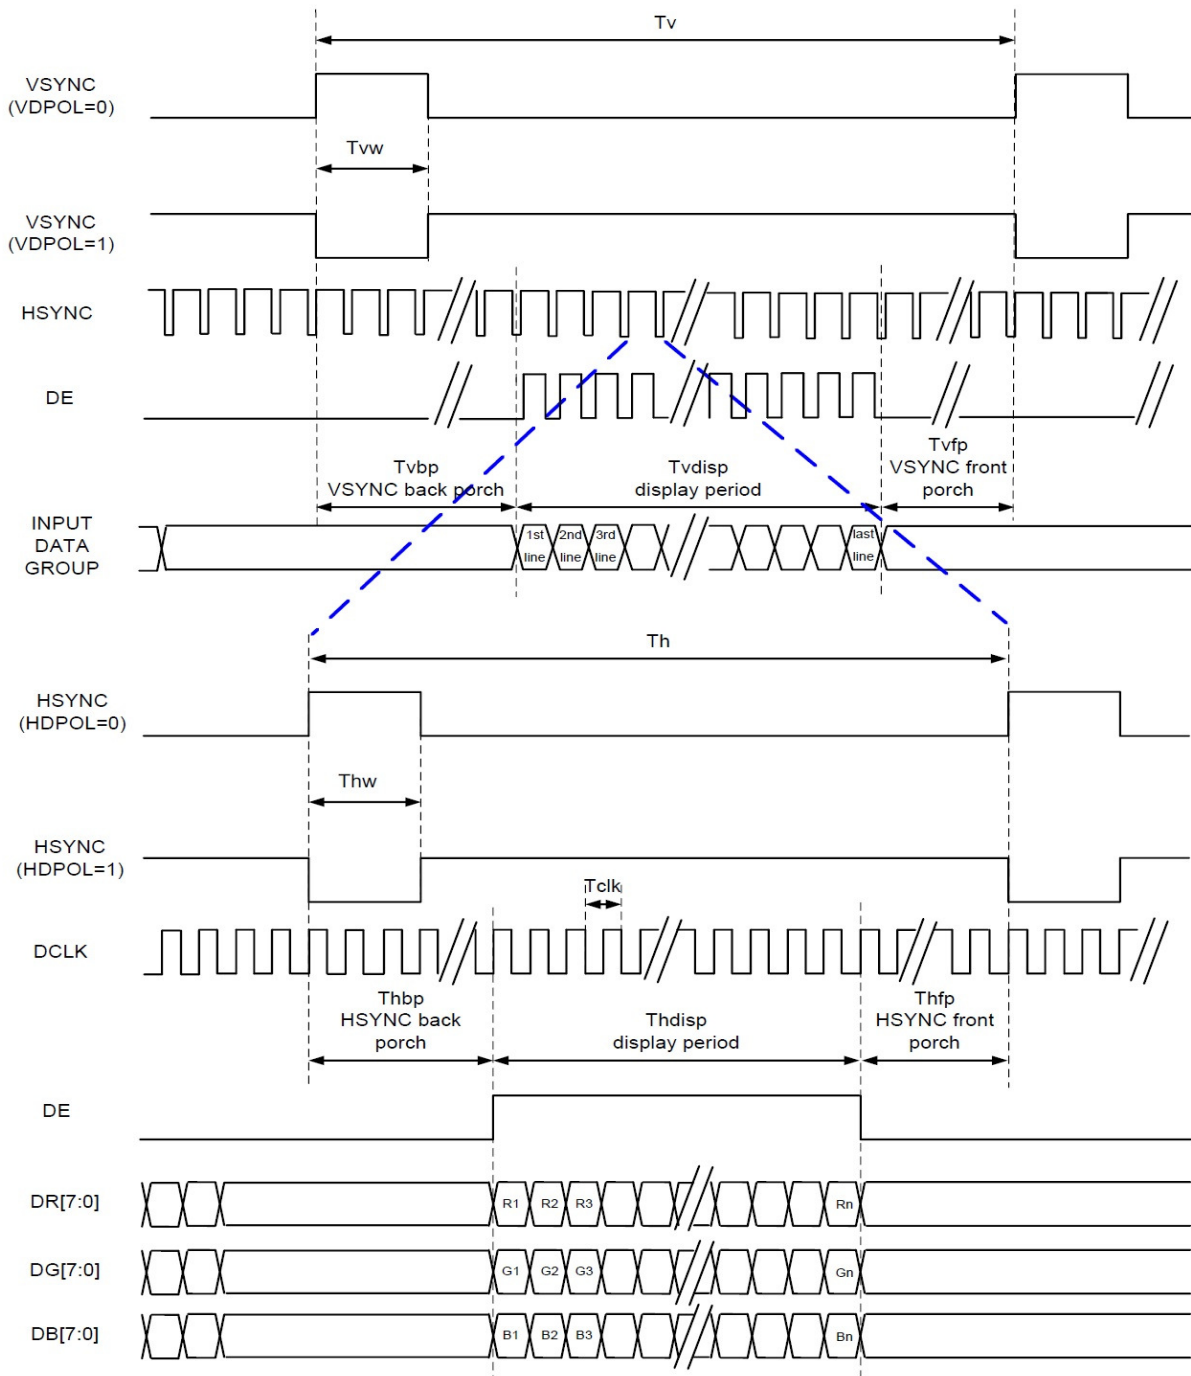 Tv
VSYNC
(VDPOL=0)
Tvw
VSYNC
(VDPOL=1)
HSYNC
DE
Tvbp
VSYNC back porch
Tvdisp
display period
Tvfp
VSYNC front
porch
INPUT
DATA
GROUP
1st
line
2nd
line
3rd
line
last
line
Th
HSYNC
(HDPOL=0)
Thw
HSYNC
(HDPOL=1)
Tclk
DCLK
Thbp
HSYNC back
porch
Thdisp
display period
Thfp
HSYNC front
porch
DE
DR[7:0]
R1
R2
R3
Rn
DG[7:0]
G1
G2
G3
Gn
DB[7:0]
B1
B2
B3
Bn